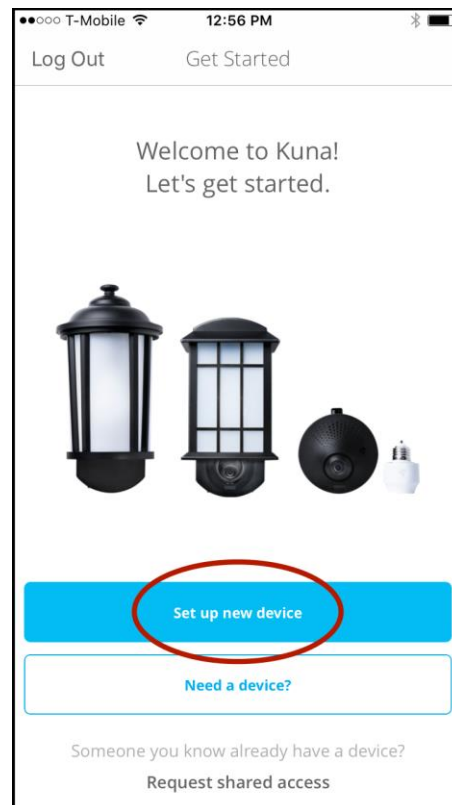 T-Mobile 12:56 PM
Log Out Get Started
Welcome to Kuna!
Let's get started.
Set up new device
Need a device?
Someone you know already have a device?
Request shared access